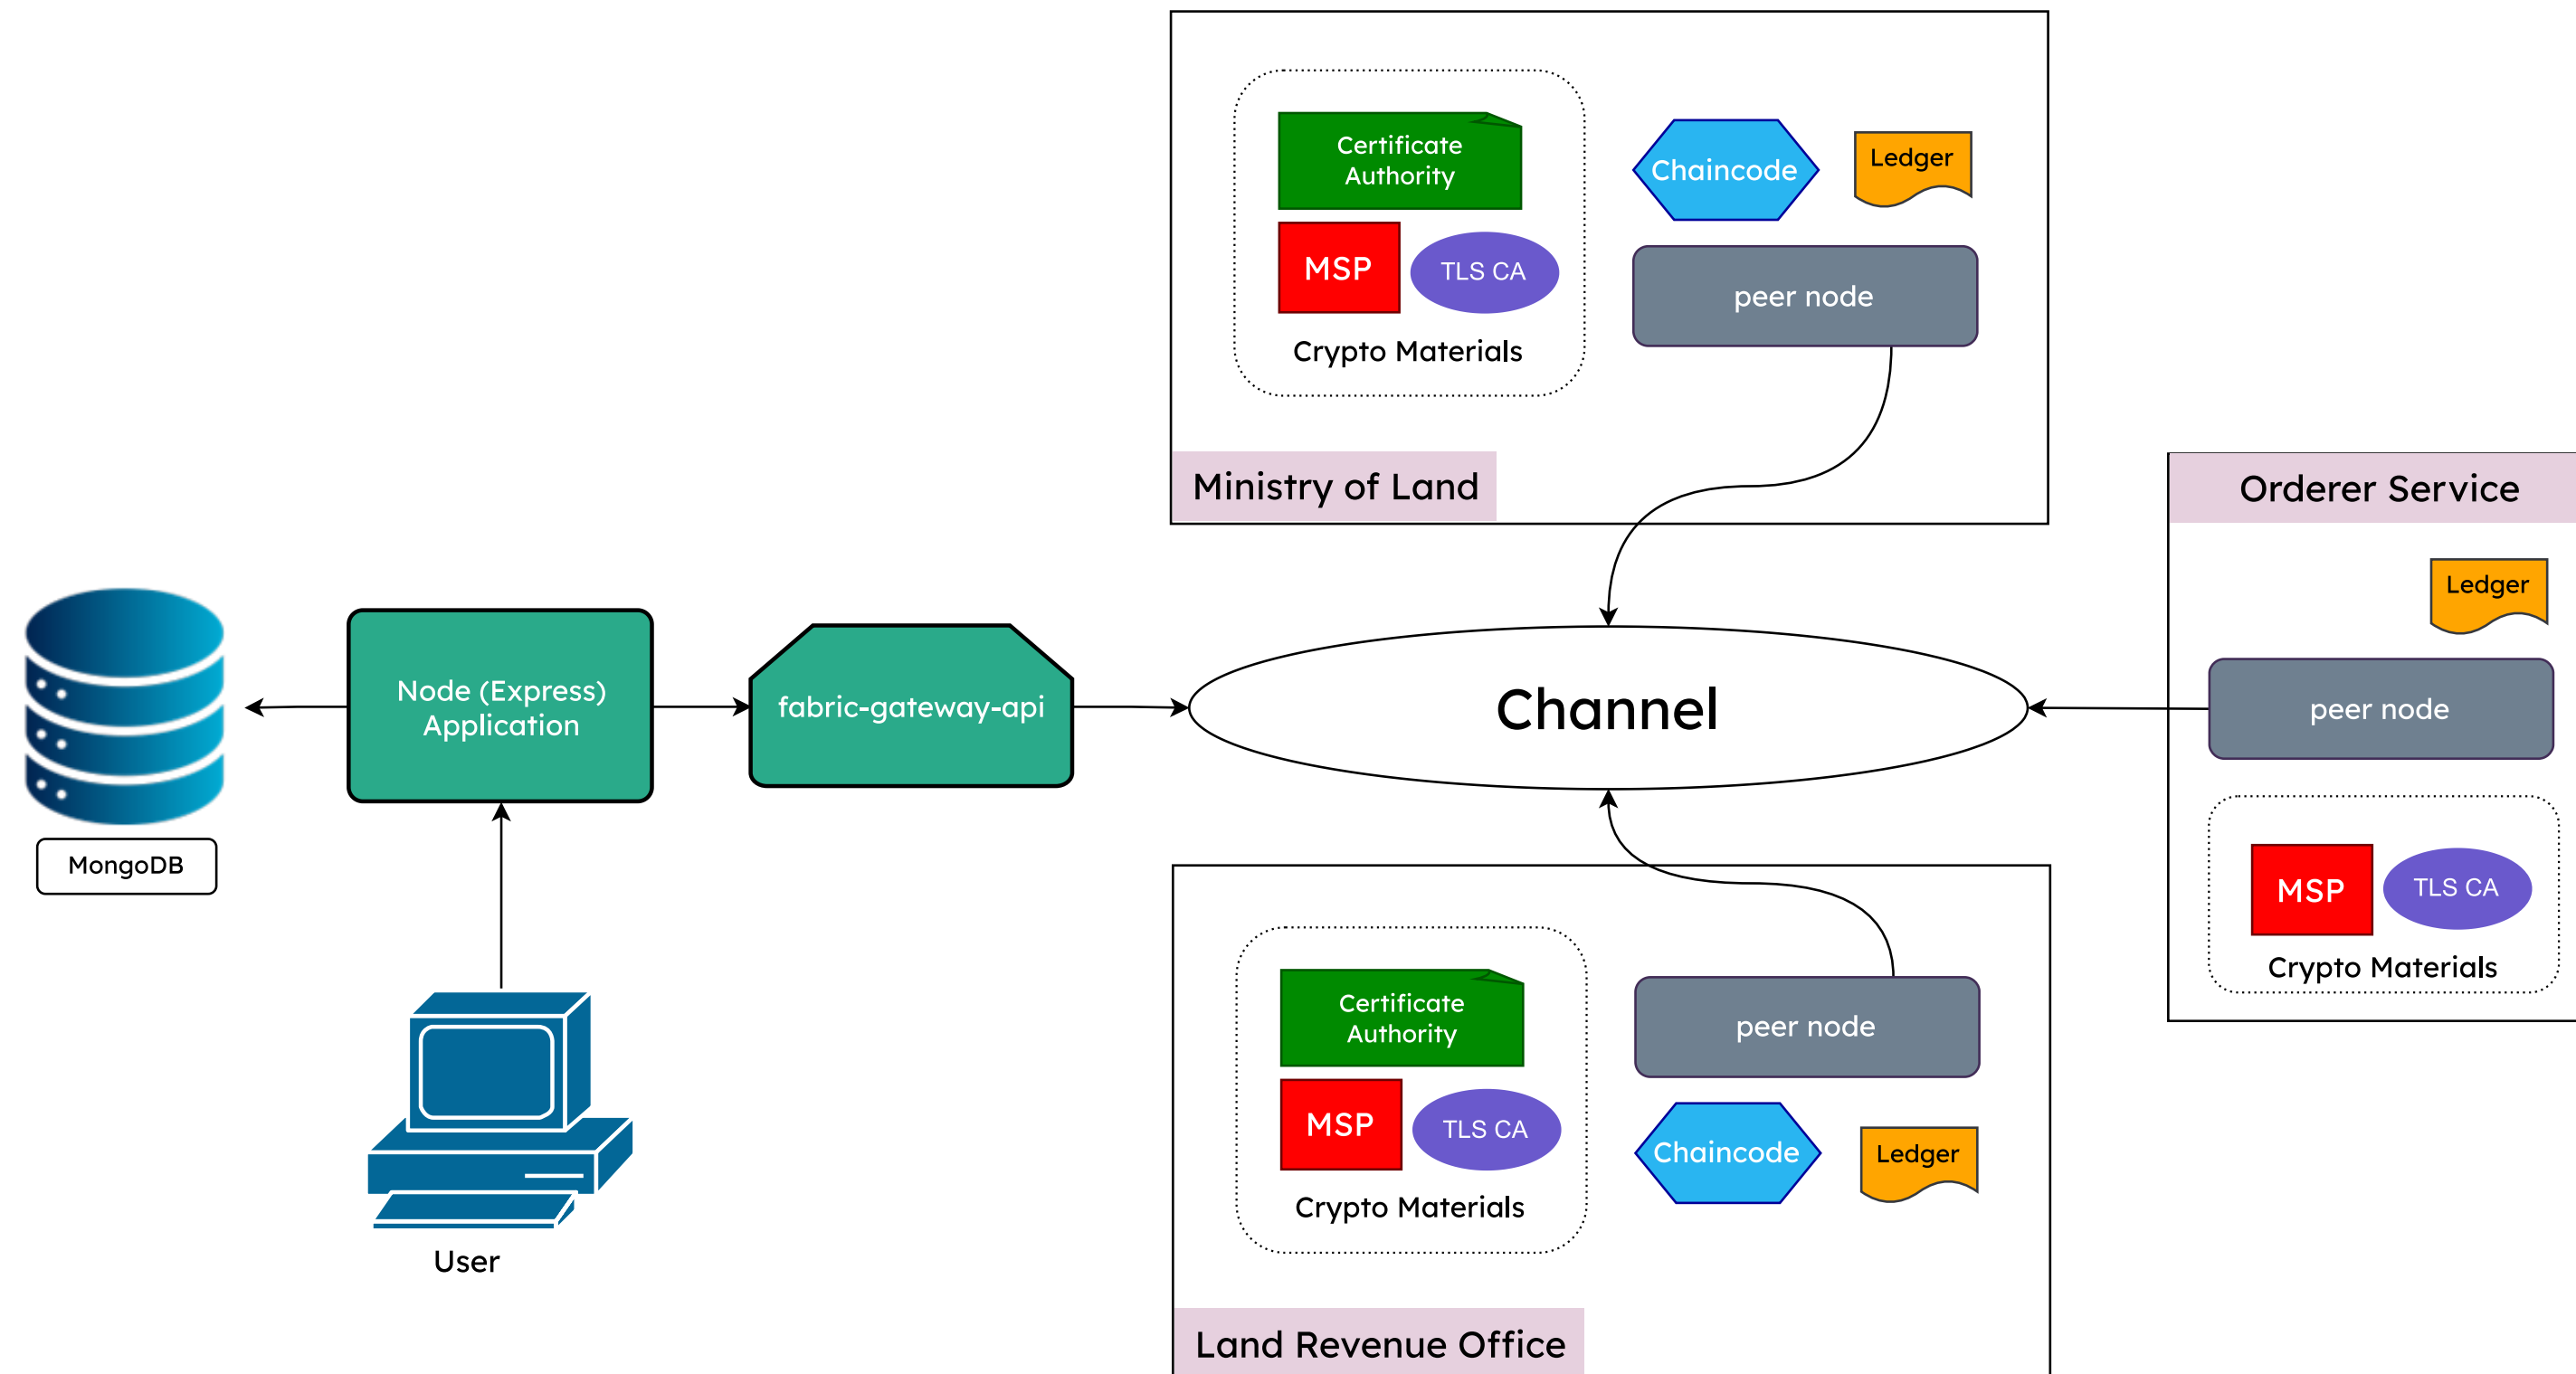 Certificate
Authority
MSP
TLS CA
Crypto Materials
Chaincode
Ledger
peer node
Ministry of Land
Orderer Service
Ledger
peer node
MSP
TLS CA
Crypto Materials
MongoDB
Node (Express)
Application
fabric-gateway-api
Channel
User
Certificate
Authority
MSP
TLS CA
Crypto Materials
peer node
Chaincode
Ledger
Land Revenue Office